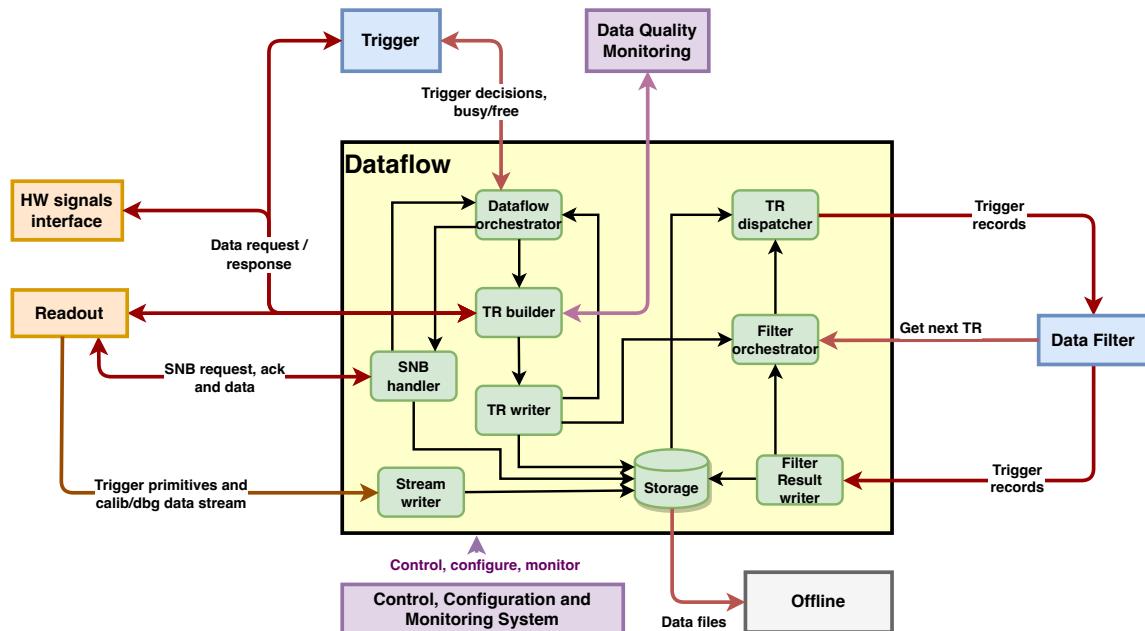 Trigger
Data Quality
Monitoring
Trigger decisions,
busy/free
Dataflow
HW signals
interface
Dataflow
orchestrator
TR
dispatcher
Trigger
records
Data request /
response
Readout
TR builder
Filter
orchestrator
Get next TR
Data Filter
SNB request, ack
and data
SNB
handler
TR writer
Trigger primitives and
calib/dbg data stream
Stream
writer
Storage
Filter
Result
writer
Trigger
records
Control, configure, monitor
Control, Configuration and
Monitoring System
Data files
Offline